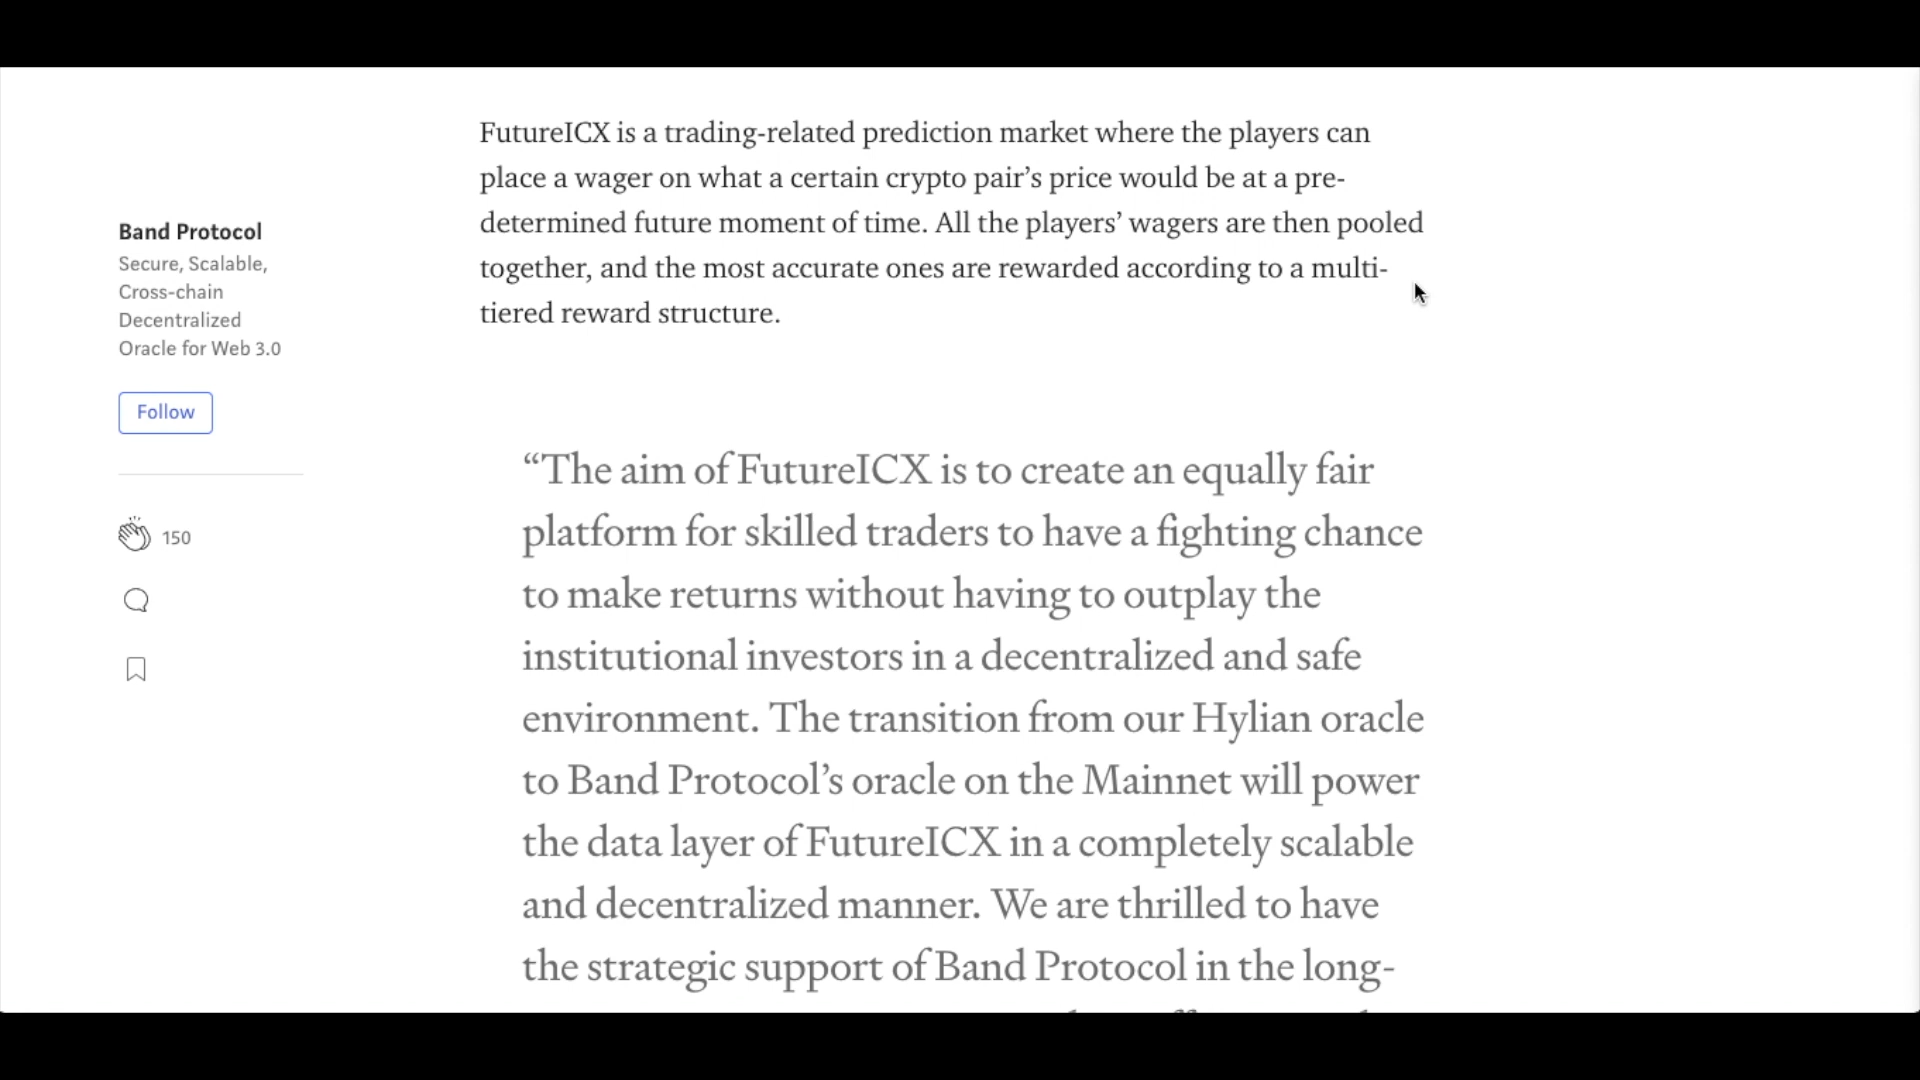 FutureICX is a trading-related prediction market where the players can
place a wager on what a certain crypto pair’s price would be at a pre-
determined future moment of time. All the players’ wagers are then pooled
together, and the most accurate ones are rewarded according to a multi-
tiered reward structure.
Band Protocol
Secure, Scalable,
Cross-chain
Decentralized
Oracle for Web 3.0
Follow
150
“The aim of FutureICX is to create an equally fair
platform for skilled traders to have a fighting chance
to make returns without having to outplay the
institutional investors in a decentralized and safe
environment. The transition from our Hylian oracle
to Band Protocol’s oracle on the Mainnet will power
the data layer of FutureICX in a completely scalable
and decentralized manner. We are thrilled to have
the strategic support of Band Protocol in the long-